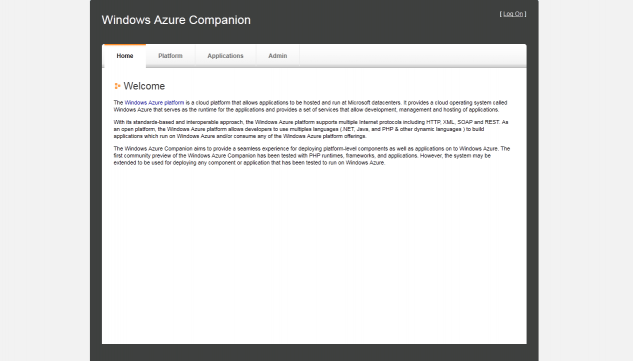 Windows Azure Companion
[ Log On ]
Home Platform Applications Admin
Welcome
The Windows Azure platform is a cloud platform that allows applications to be hosted and run at Microsoft datacenters. It provides a cloud operating system called
Windows Azure that serves as the runtime for the applications and provides a set of services that allow development, management and hosting of applications.
With its standards-based and interoperable approach, the Windows Azure platform supports multiple Internet protocols including HTTP, XML, SOAP and REST. As
an open platform, the Windows Azure platform allows developers to use multiples languages (.NET, Java, and PHP & other dynamic languages ) to build
applications which run on Windows Azure and/or consume any of the Windows Azure platform offerings.
The Windows Azure Companion aims to provide a seamless experience for deploying platform-level components as well as applications on to Windows Azure. The
first community preview of the Windows Azure Companion has been tested with PHP runtimes, frameworks, and applications. However, the system may be
extended to be used for deploying any component or application that has been tested to run on Windows Azure.